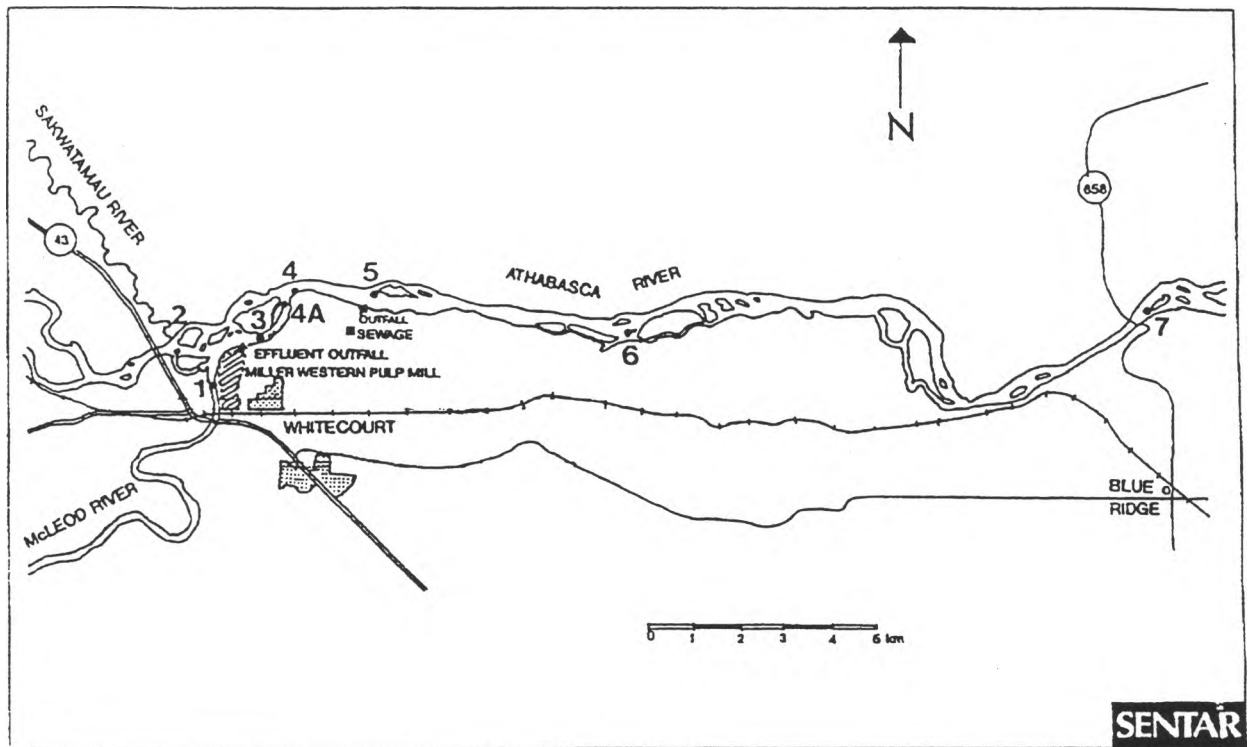 N
SAKWATAMAU RIVER
43
658
ATHABASCA RIVER
2
4
5
3
4A
OUTFALL
SEWAGE
6
7
EFFLUENT OUTFALL
MILLER WESTERN PULP MILL
1
WHITECOURT
McLEOD RIVER
BLUE
RIDGE
0 1 2 3 4 5 km
SENTAR